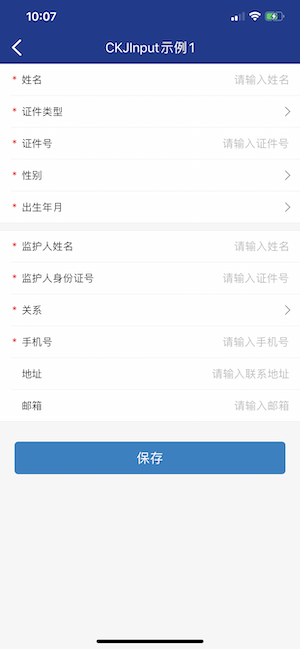 10:07
CKJInput示例1
* 姓名 请输入姓名
* 证件类型
* 证件号 请输入证件号
* 性别
* 出生年月
* 监护人姓名 请输入姓名
* 监护人身份证号 请输入证件号
* 关系
* 手机号 请输入手机号
地址 请输入联系地址
邮箱 请输入邮箱
保存